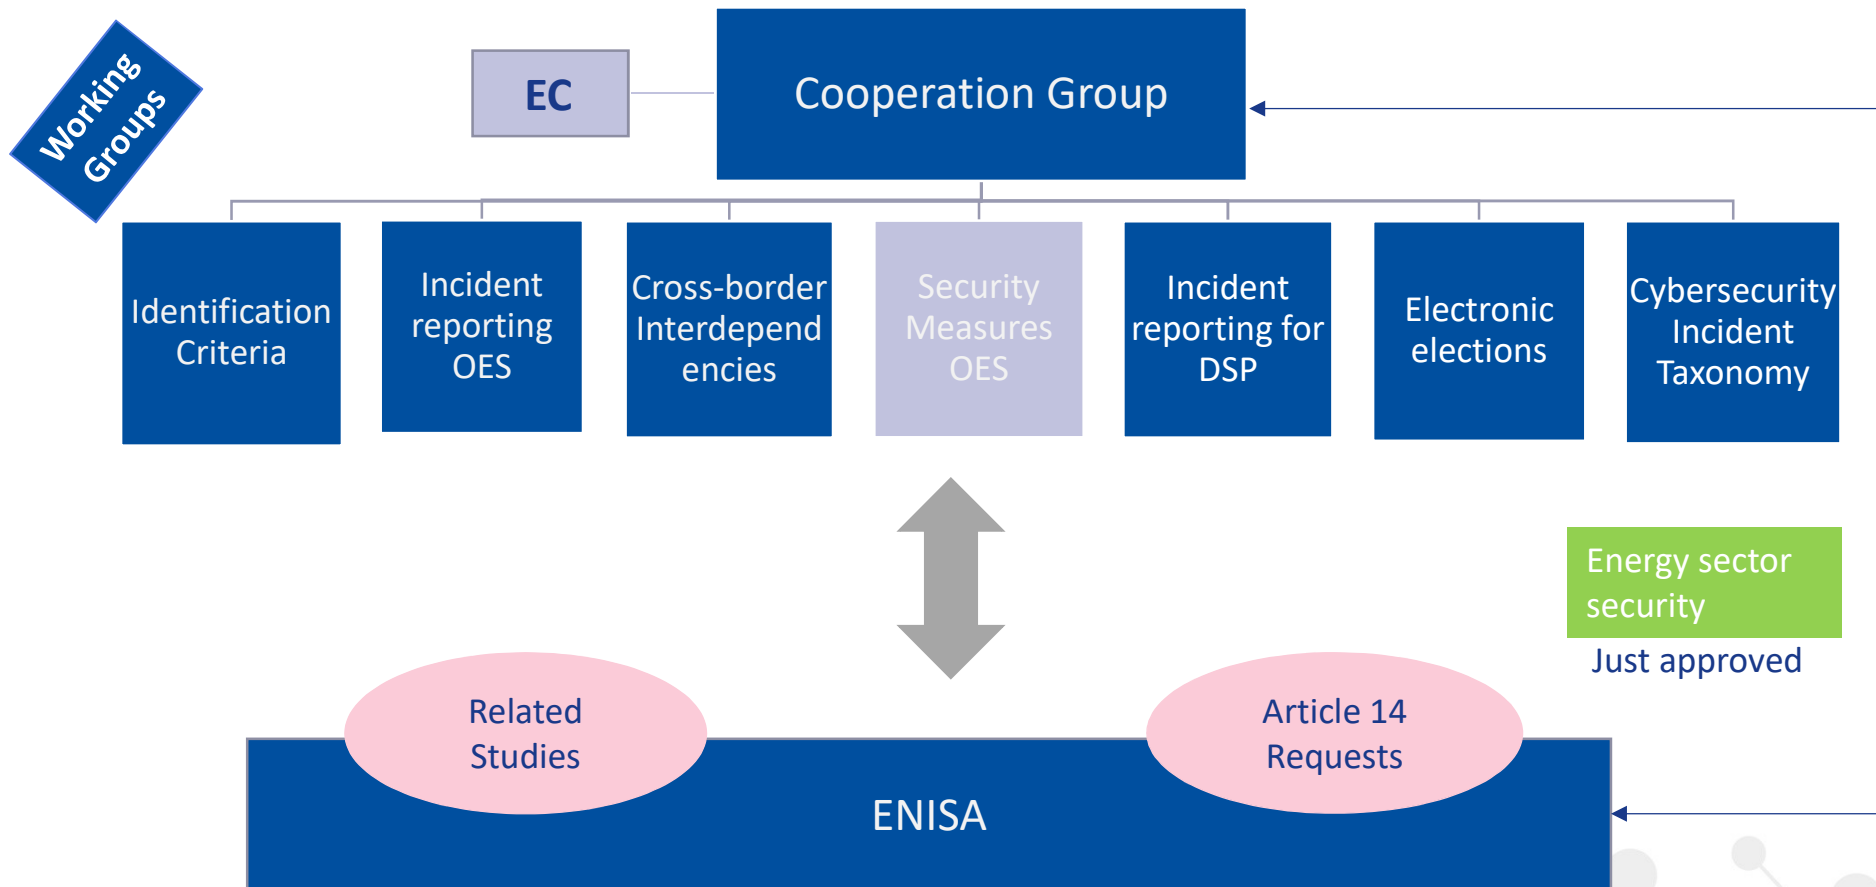 Working
Groups
EC
Cooperation Group
Identification
Criteria
Incident
reporting
OES
Cross-border
Interdepend
encies
Security
Measures
OES
Incident
reporting for
DSP
Electronic
elections
Cybersecurity
Incident
Taxonomy
Energy sector
security
Just approved
Related
Studies
Article 14
Requests
ENISA